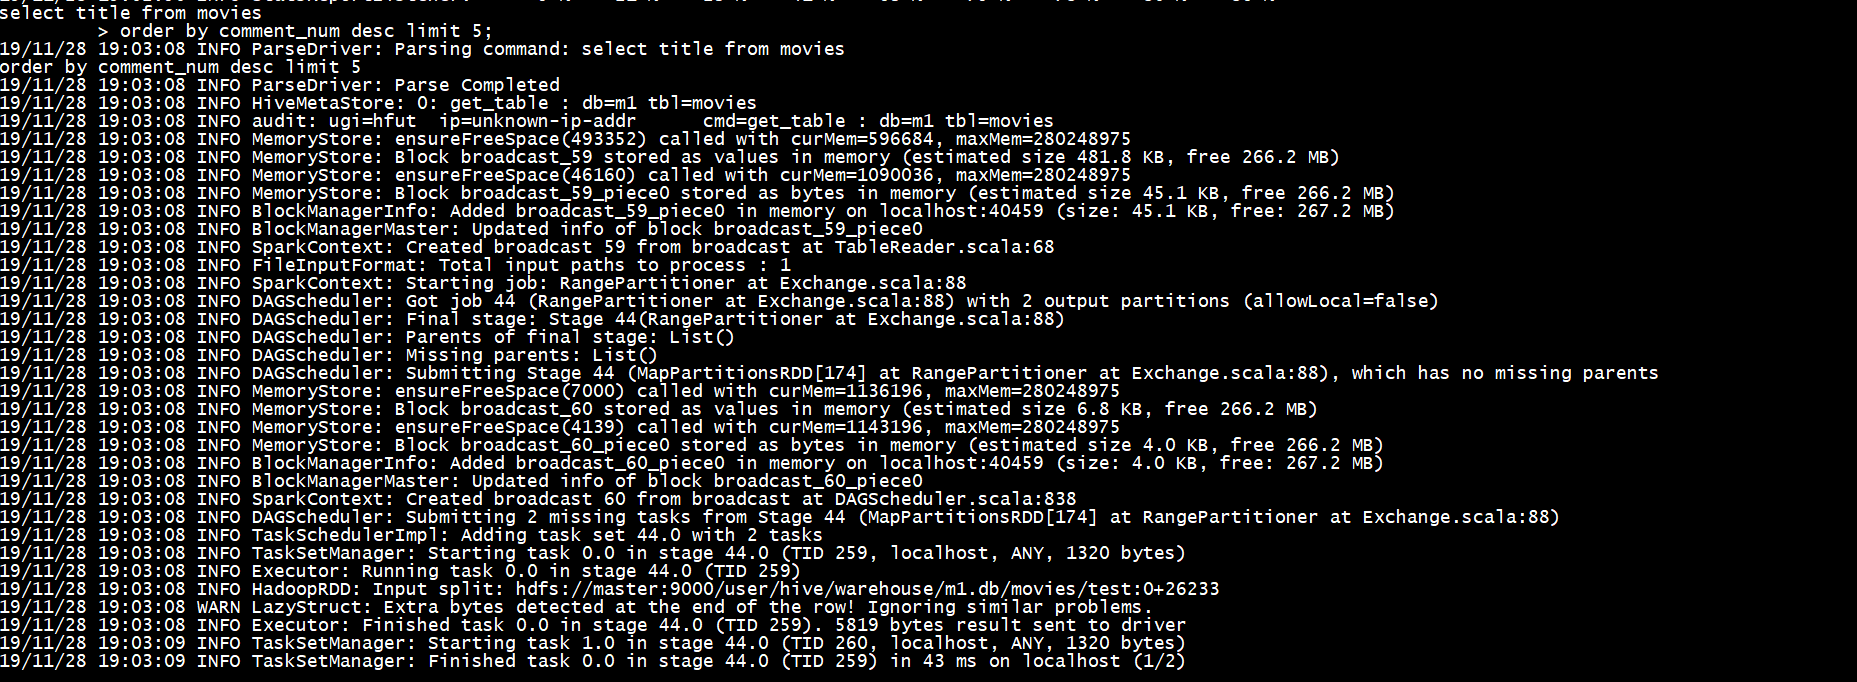 select title from movies
> order by comment_num desc limit 5;
19/11/28 19:03:08 INFO ParseDriver: Parsing command: select title from movies
order by comment_num desc limit 5
19/11/28 19:03:08 INFO ParseDriver: Parse Completed
19/11/28 19:03:08 INFO HiveMetaStore: 0: get_table : db=m1 tbl=movies
19/11/28 19:03:08 INFO audit: ugi=hfut  ip=unknown-ip-addr      cmd=get_table : db=m1 tbl=movies
19/11/28 19:03:08 INFO MemoryStore: ensureFreeSpace(493352) called with curMem=596684, maxMem=280248975
19/11/28 19:03:08 INFO MemoryStore: Block broadcast_59 stored as values in memory (estimated size 481.8 KB, free 266.2 MB)
19/11/28 19:03:08 INFO MemoryStore: ensureFreeSpace(46160) called with curMem=1090036, maxMem=280248975
19/11/28 19:03:08 INFO MemoryStore: Block broadcast_59_piece0 stored as bytes in memory (estimated size 45.1 KB, free 266.2 MB)
19/11/28 19:03:08 INFO BlockManagerInfo: Added broadcast_59_piece0 in memory on localhost:40459 (size: 45.1 KB, free: 267.2 MB)
19/11/28 19:03:08 INFO BlockManagerMaster: Updated info of block broadcast_59_piece0
19/11/28 19:03:08 INFO SparkContext: Created broadcast 59 from broadcast at TableReader.scala:68
19/11/28 19:03:08 INFO FileInputFormat: Total input paths to process : 1
19/11/28 19:03:08 INFO SparkContext: Starting job: RangePartitioner at Exchange.scala:88
19/11/28 19:03:08 INFO DAGScheduler: Got job 44 (RangePartitioner at Exchange.scala:88) with 2 output partitions (allowLocal=false)
19/11/28 19:03:08 INFO DAGScheduler: Final stage: Stage 44(RangePartitioner at Exchange.scala:88)
19/11/28 19:03:08 INFO DAGScheduler: Parents of final stage: List()
19/11/28 19:03:08 INFO DAGScheduler: Missing parents: List()
19/11/28 19:03:08 INFO DAGScheduler: Submitting Stage 44 (MapPartitionsRDD[174] at RangePartitioner at Exchange.scala:88), which has no missing parents
19/11/28 19:03:08 INFO MemoryStore: ensureFreeSpace(7000) called with curMem=1136196, maxMem=280248975
19/11/28 19:03:08 INFO MemoryStore: Block broadcast_60 stored as values in memory (estimated size 6.8 KB, free 266.2 MB)
19/11/28 19:03:08 INFO MemoryStore: ensureFreeSpace(4139) called with curMem=1143196, maxMem=280248975
19/11/28 19:03:08 INFO MemoryStore: Block broadcast_60_piece0 stored as bytes in memory (estimated size 4.0 KB, free 266.2 MB)
19/11/28 19:03:08 INFO BlockManagerInfo: Added broadcast_60_piece0 in memory on localhost:40459 (size: 4.0 KB, free: 267.2 MB)
19/11/28 19:03:08 INFO BlockManagerMaster: Updated info of block broadcast_60_piece0
19/11/28 19:03:08 INFO SparkContext: Created broadcast 60 from broadcast at DAGScheduler.scala:838
19/11/28 19:03:08 INFO DAGScheduler: Submitting 2 missing tasks from Stage 44 (MapPartitionsRDD[174] at RangePartitioner at Exchange.scala:88)
19/11/28 19:03:08 INFO TaskSchedulerImpl: Adding task set 44.0 with 2 tasks
19/11/28 19:03:08 INFO TaskSetManager: Starting task 0.0 in stage 44.0 (TID 259, localhost, ANY, 1320 bytes)
19/11/28 19:03:08 INFO Executor: Running task 0.0 in stage 44.0 (TID 259)
19/11/28 19:03:08 INFO HadoopRDD: Input split: hdfs://master:9000/user/hive/warehouse/m1.db/movies/test:0+26233
19/11/28 19:03:08 WARN LazyStruct: Extra bytes detected at the end of the row! Ignoring similar problems.
19/11/28 19:03:08 INFO Executor: Finished task 0.0 in stage 44.0 (TID 259). 5819 bytes result sent to driver
19/11/28 19:03:09 INFO TaskSetManager: Starting task 1.0 in stage 44.0 (TID 260, localhost, ANY, 1320 bytes)
19/11/28 19:03:09 INFO TaskSetManager: Finished task 0.0 in stage 44.0 (TID 259) in 43 ms on localhost (1/2)